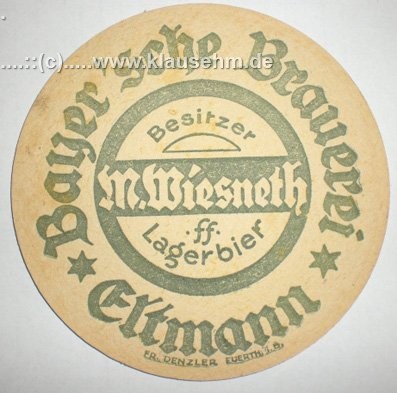 ....::(c).....www.klausehm.de
Bayer'sche Brauerei
Besitzer
M. Wiesneth
ff
Lagerbier
Eltmann
FR. DENZLER FUERTH i. B.